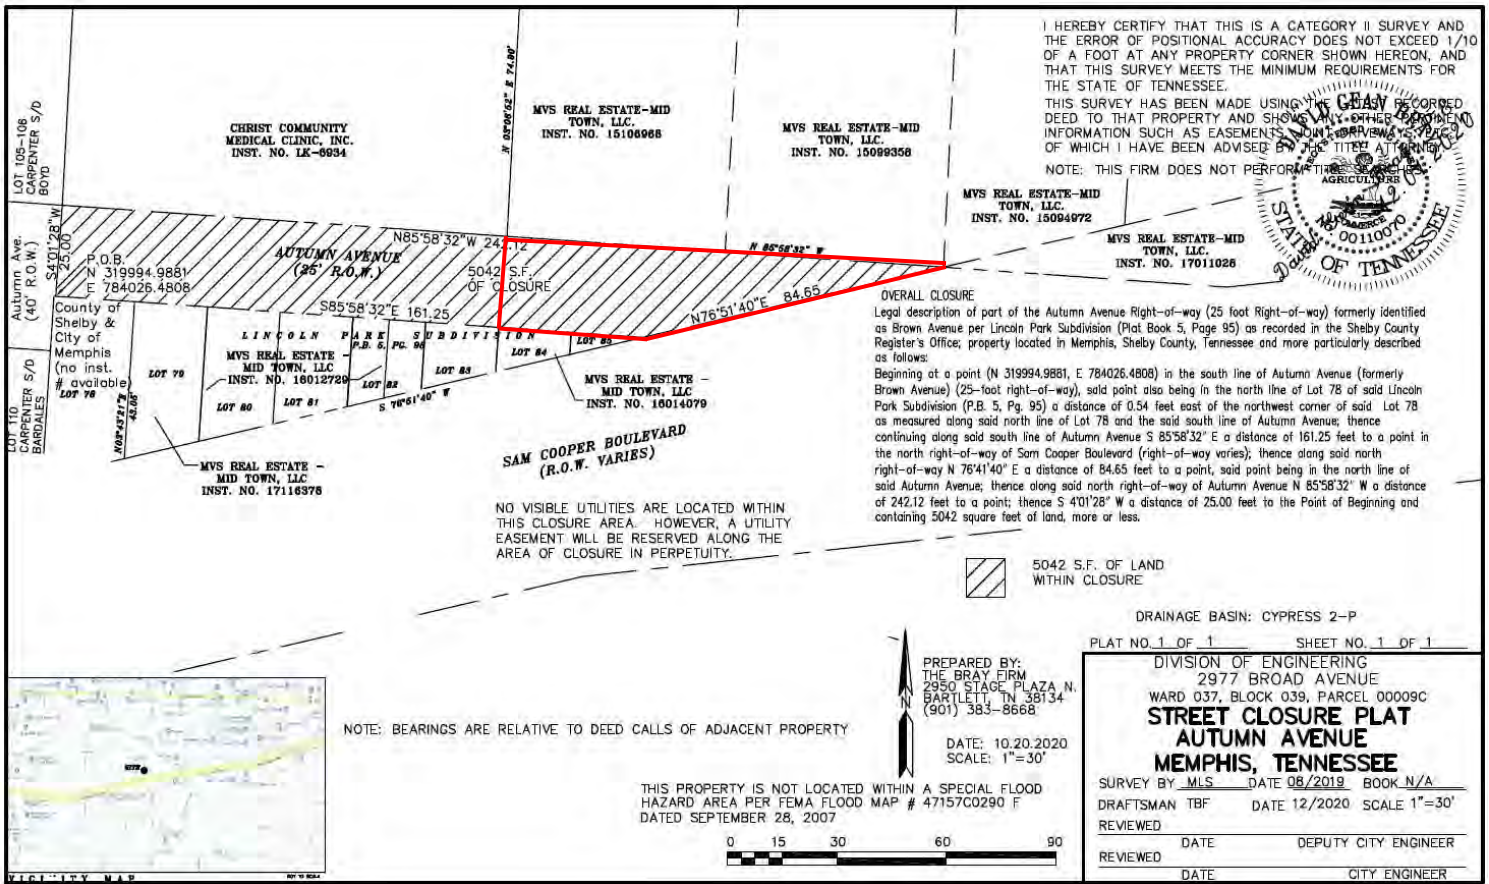 I HEREBY CERTIFY THAT THIS IS A CATEGORY II SURVEY AND
THE ERROR OF POSITIONAL ACCURACY DOES NOT EXCEED 1/10
OF A FOOT AT ANY PROPERTY CORNER SHOWN HEREON, AND
THAT THIS SURVEY MEETS THE MINIMUM REQUIREMENTS FOR
THE STATE OF TENNESSEE.
THIS SURVEY HAS BEEN MADE USING THE LATEST RECORDED
DEED TO THAT PROPERTY AND SHOWS ANY OTHER PERTINENT
INFORMATION SUCH AS EASEMENTS, JOINT DRIVEWAYS, ETC.
OF WHICH I HAVE BEEN ADVISED BY THE TITLE ATTORNEY.
NOTE: THIS FIRM DOES NOT PERFORM TITLE SEARCHES.
DAVID GEAN
AGRICULTURE
COMMERCE
No. 00110070
STATE OF TENNESSEE
LOT 105-106
CARPENTER S/D
BOYD
CHRIST COMMUNITY
MEDICAL CLINIC, INC.
INST. NO. LK-6934
N 03°06'52" E 74.80'
MVS REAL ESTATE-MID
TOWN, LLC.
INST. NO. 15106968
MVS REAL ESTATE-MID
TOWN, LLC.
INST. NO. 15099358
MVS REAL ESTATE-MID
TOWN, LLC.
INST. NO. 15094972
MVS REAL ESTATE-MID
TOWN, LLC.
INST. NO. 17011026
Autumn Ave.
(40' R.O.W.)
S4°01'28"W
25.00
P.O.B.
N 319994.9881
E 784026.4808
AUTUMN AVENUE
(25' R.O.W.)
N85°58'32"W 242.12
N 85°58'32" W
5042 S.F.
OF CLOSURE
S85°58'32"E 161.25
N76°51'40"E 84.65
County of
Shelby &
City of
Memphis
(no inst.
# available)
LOT 78
LOT 110
CARPENTER S/D
BARDALES
N03°43'21"E
43.05'
LINCOLN PARK SUBDIVISION
P.B. 5, PG. 95
LOT 79
LOT 80
LOT 81
LOT 82
LOT 83
LOT 84
LOT 85
MVS REAL ESTATE -
MID TOWN, LLC
INST. NO. 16012729
S 76°51'40" W
MVS REAL ESTATE -
MID TOWN, LLC
INST. NO. 16014079
MVS REAL ESTATE -
MID TOWN, LLC
INST. NO. 17116376
SAM COOPER BOULEVARD
(R.O.W. VARIES)
OVERALL CLOSURE
Legal description of part of the Autumn Avenue Right-of-way (25 foot Right-of-way) formerly identified
as Brown Avenue per Lincoln Park Subdivision (Plat Book 5, Page 95) as recorded in the Shelby County
Register's Office; property located in Memphis, Shelby County, Tennessee and more particularly described
as follows:
Beginning at a point (N 319994.9881, E 784026.4808) in the south line of Autumn Avenue (formerly
Brown Avenue) (25-foot right-of-way), said point also being in the north line of Lot 78 of said Lincoln
Park Subdivision (P.B. 5, Pg. 95) a distance of 0.54 feet east of the northwest corner of said Lot 78
as measured along said north line of Lot 78 and the said south line of Autumn Avenue; thence
continuing along said south line of Autumn Avenue S 85°58'32" E a distance of 161.25 feet to a point in
the north right-of-way of Sam Cooper Boulevard (right-of-way varies); thence along said north
right-of-way N 76°41'40" E a distance of 84.65 feet to a point, said point being in the north line of
said Autumn Avenue; thence along said north right-of-way of Autumn Avenue N 85°58'32" W a distance
of 242.12 feet to a point; thence S 4°01'28" W a distance of 25.00 feet to the Point of Beginning and
containing 5042 square feet of land, more or less.
NO VISIBLE UTILITIES ARE LOCATED WITHIN
THIS CLOSURE AREA. HOWEVER, A UTILITY
EASEMENT WILL BE RESERVED ALONG THE
AREA OF CLOSURE IN PERPETUITY.
5042 S.F. OF LAND
WITHIN CLOSURE
DRAINAGE BASIN: CYPRESS 2-P
PLAT NO. 1 OF 1 SHEET NO. 1 OF 1
N
PREPARED BY:
THE BRAY FIRM
2950 STAGE PLAZA N.
BARTLETT, TN 38134
(901) 383-8668
DATE: 10.20.2020
SCALE: 1"=30'
NOTE: BEARINGS ARE RELATIVE TO DEED CALLS OF ADJACENT PROPERTY
THIS PROPERTY IS NOT LOCATED WITHIN A SPECIAL FLOOD
HAZARD AREA PER FEMA FLOOD MAP # 47157C0290 F
DATED SEPTEMBER 28, 2007
0 15 30 60 90
VICINITY MAP
DIVISION OF ENGINEERING
2977 BROAD AVENUE
WARD 037, BLOCK 039, PARCEL 00009C
STREET CLOSURE PLAT
AUTUMN AVENUE
MEMPHIS, TENNESSEE
SURVEY BY MLS DATE 08/2019 BOOK N/A
DRAFTSMAN TBF DATE 12/2020 SCALE 1"=30'
REVIEWED
DATE DEPUTY CITY ENGINEER
REVIEWED
DATE CITY ENGINEER